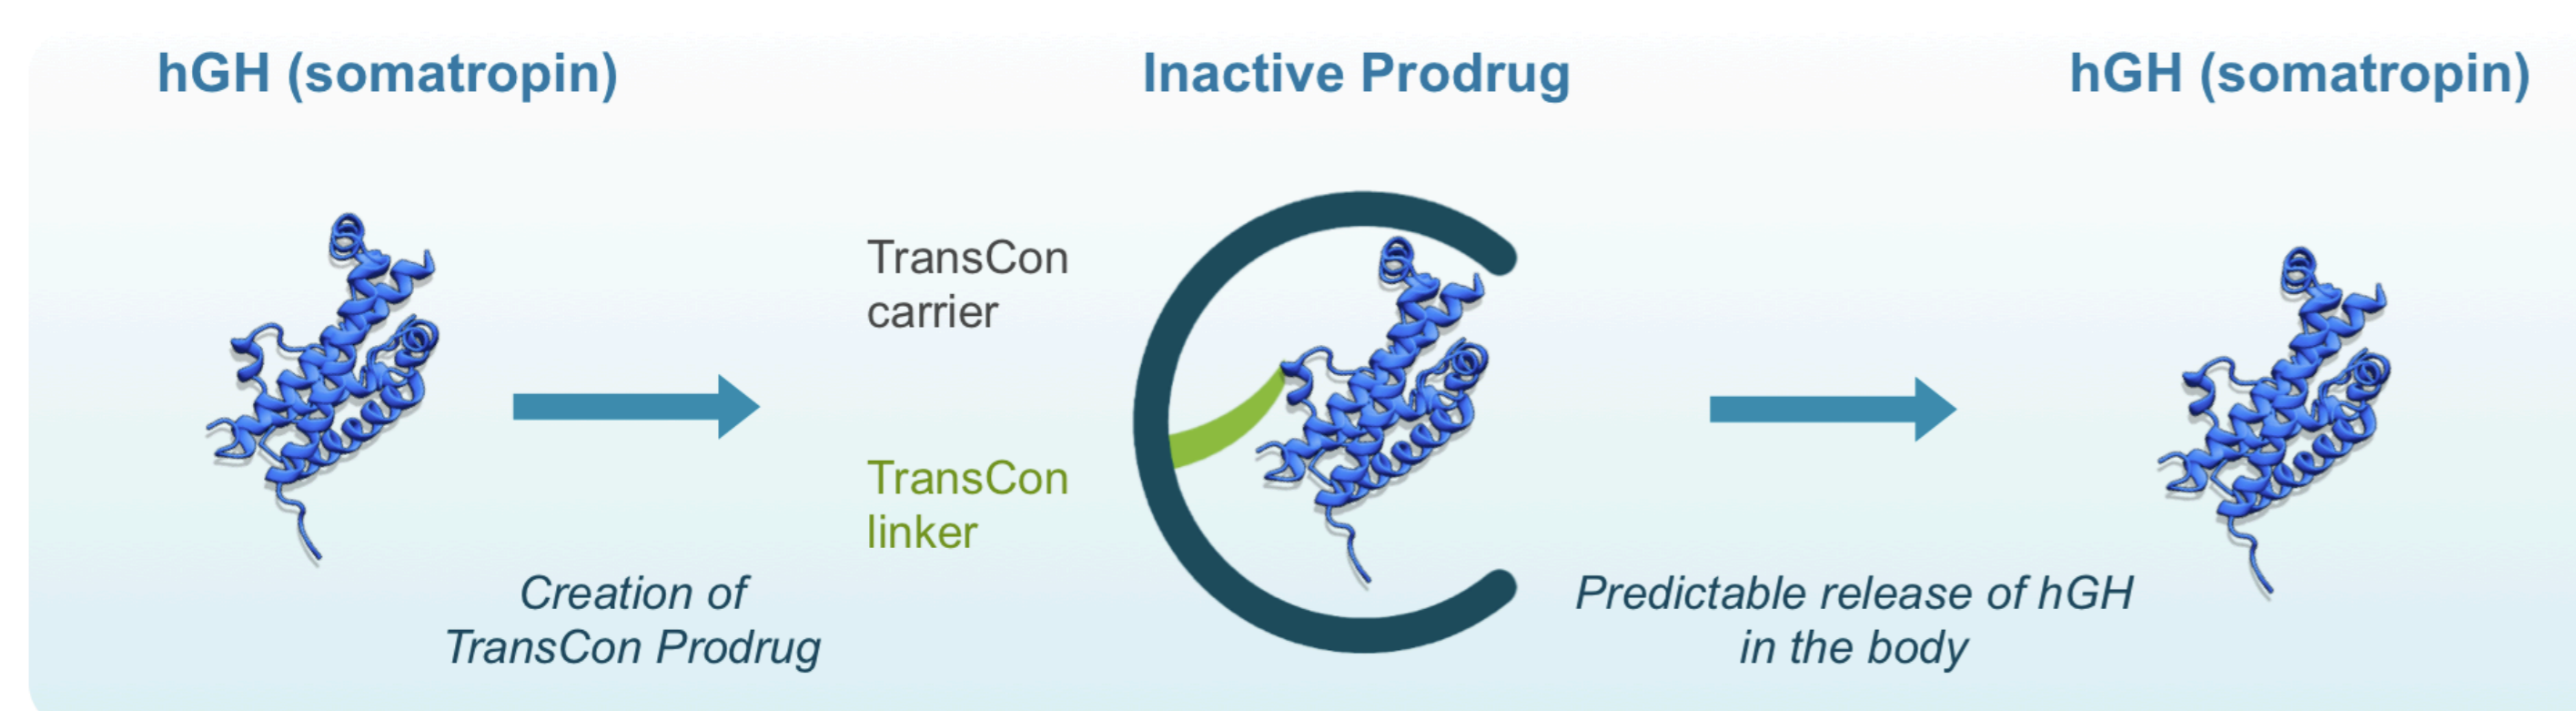 hGH (somatropin)
Inactive Prodrug
hGH (somatropin)
TransCon
carrier
TransCon
linker
Creation of
TransCon Prodrug
Predictable release of hGH
in the body